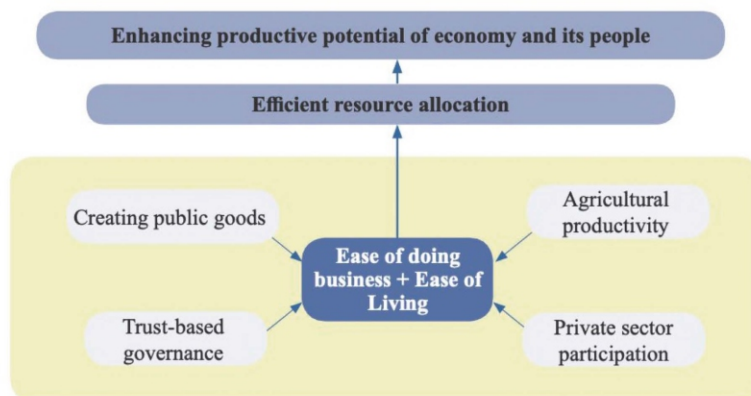 Enhancing productive potential of economy and its people
Efficient resource allocation
Creating public goods
Agricultural
productivity
Ease of doing
business + Ease of
Living
Trust-based
governance
Private sector
participation